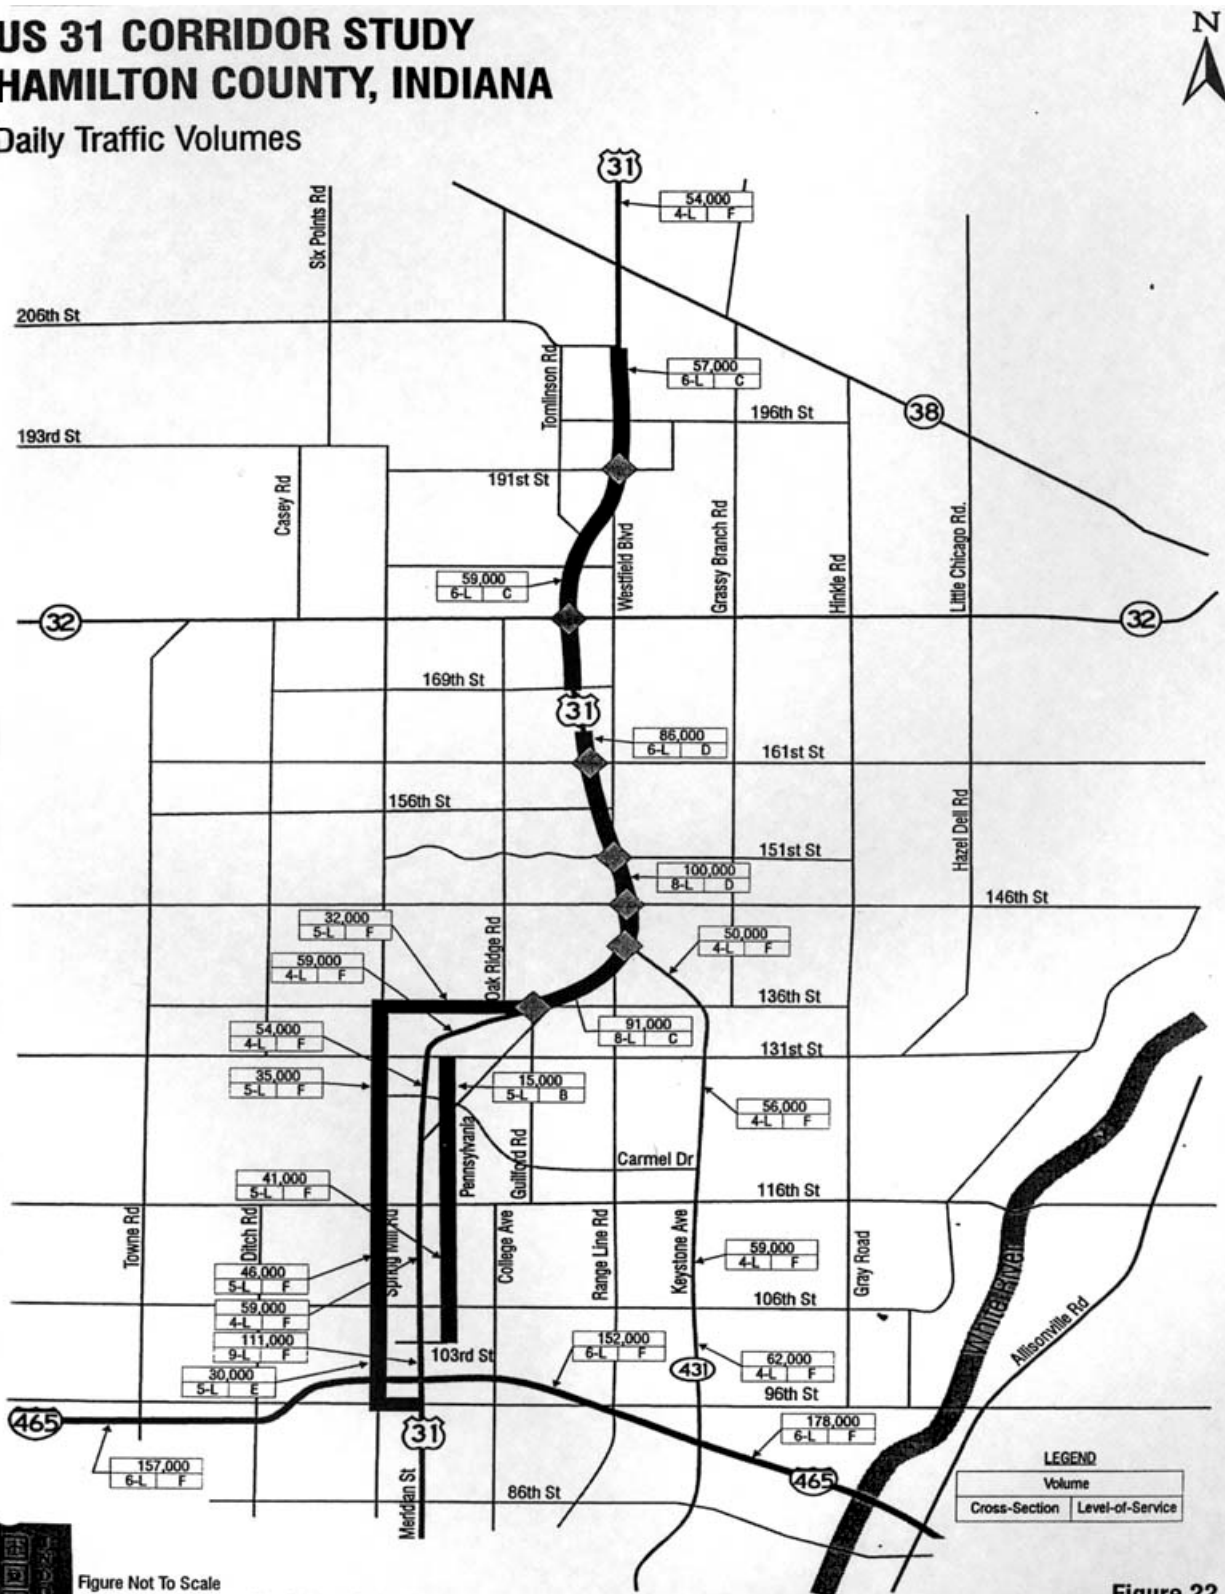 US 31 CORRIDOR STUDY
HAMILTON COUNTY, INDIANA
Daily Traffic Volumes
N
31
54,000
4-L F
Six Points Rd
206th St
Tomlinson Rd
57,000
6-L C
196th St
38
193rd St
191st St
Casey Rd
Westfield Blvd
Grassy Branch Rd
Hinkle Rd
Little Chicago Rd.
59,000
6-L C
32
32
169th St
31
86,000
6-L D
161st St
156th St
151st St
Hazel Dell Rd
100,000
8-L D
146th St
32,000
5-L F
Oak Ridge Rd
50,000
4-L F
59,000
4-L F
136th St
54,000
4-L F
91,000
8-L C
131st St
35,000
5-L F
15,000
5-L B
56,000
4-L F
Pennsylvania
Guilford Rd
Carmel Dr
41,000
5-L F
116th St
Towne Rd
Ditch Rd
Spring Mill Rd
College Ave
Range Line Rd
Keystone Ave
Gray Road
59,000
4-L F
46,000
5-L F
White River
106th St
59,000
4-L F
Allisonville Rd
111,000
9-L F
103rd St
152,000
6-L F
431
62,000
4-L F
30,000
5-L E
96th St
465
31
178,000
6-L F
157,000
6-L F
465
LEGEND
Volume
Cross-Section Level-of-Service
Meridian St
86th St
Figure Not To Scale
Figure 22